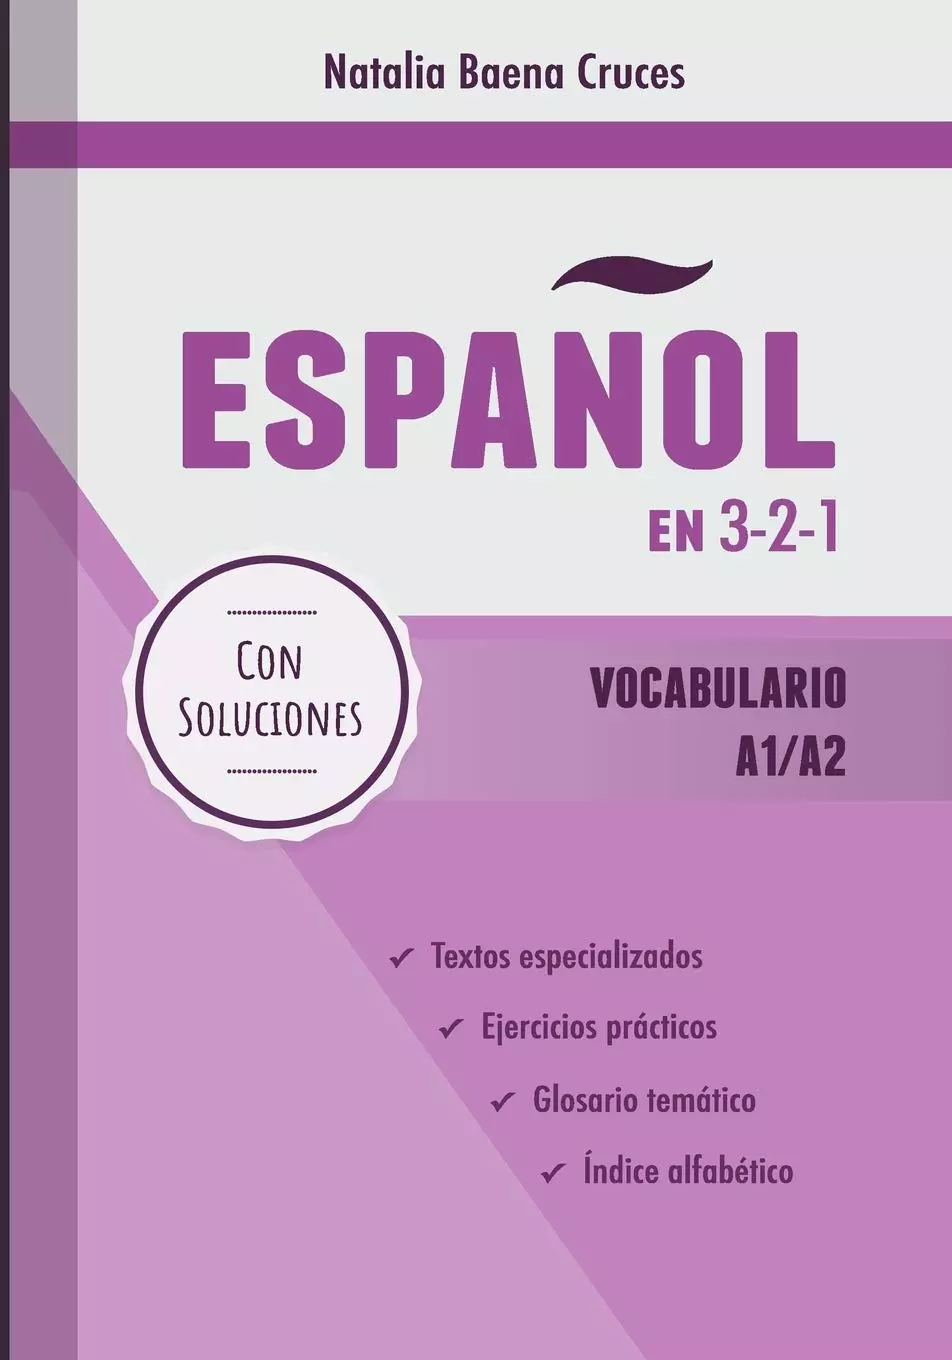 Natalia Baena Cruces
ESPAÑOL
EN 3-2-1
CON
SOLUCIONES
VOCABULARIO
A1/A2
✓ Textos especializados
✓ Ejercicios prácticos
✓ Glosario temático
✓ Índice alfabético